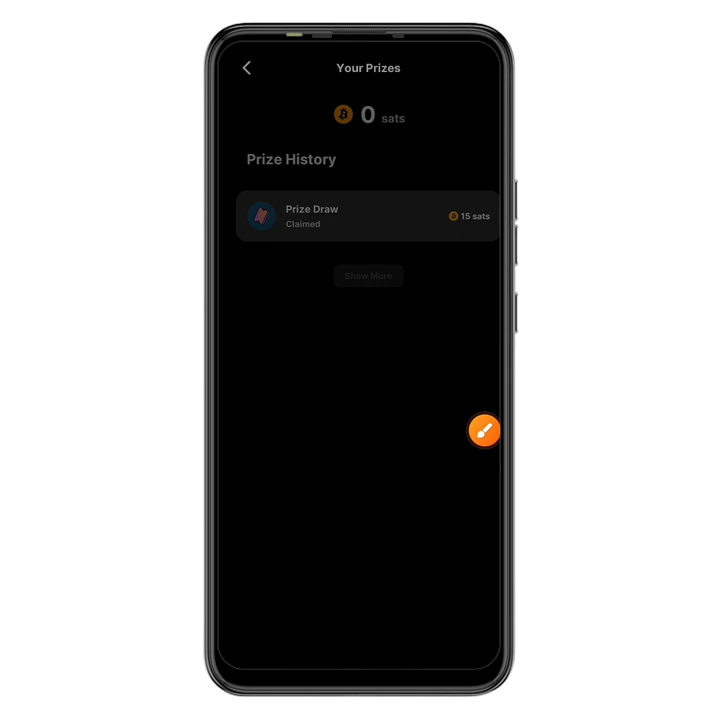 Your Prizes
0 sats
Prize History
Prize Draw
Claimed
15 sats
Show More